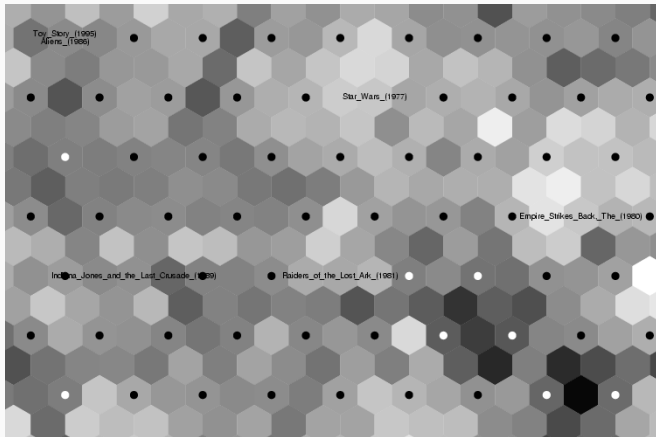 Toy_Story_(1995)
Aliens_(1986)
Star_Wars_(1977)
Empire_Strikes_Back,_The_(1980)
Indiana_Jones_and_the_Last_Crusade_(1989)
Raiders_of_the_Lost_Ark_(1981)